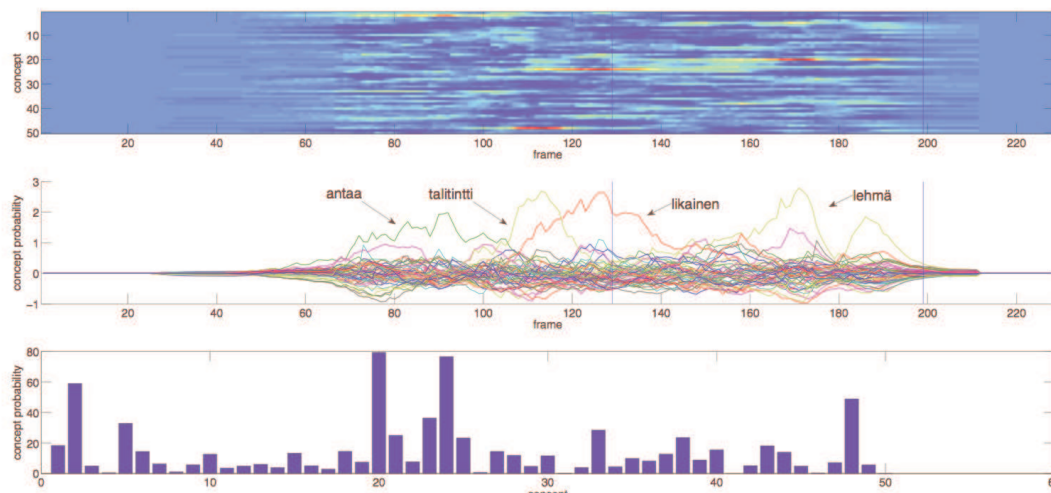 concept
10
20
30
40
50
20 40 60 80 100 120 140 160 180 200 220
frame
concept probability
3
2
1
0
−1
antaa talitintti likainen lehmä
20 40 60 80 100 120 140 160 180 200 220
frame
concept probability
80
60
40
20
0
0 10 20 30 40 50 6
concept